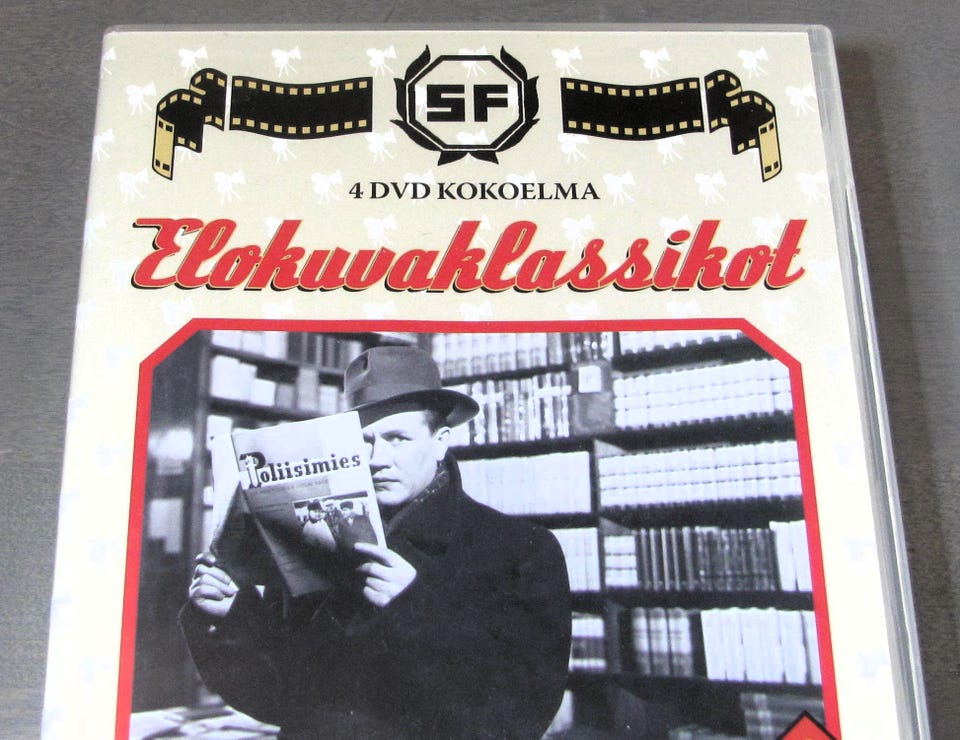 SF
4 DVD KOKOELMA
Elokuvaklassikot
Poliisimies